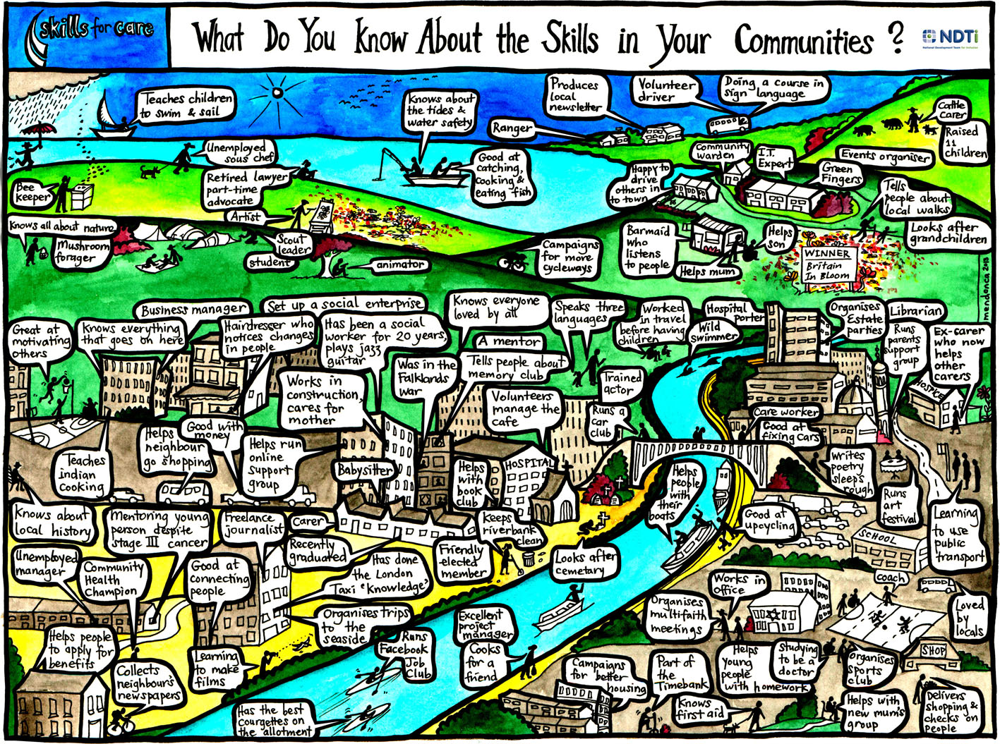 skills for care
What Do You Know About the Skills in Your Communities?
NDTi
National Development Team for Inclusion
Teaches children
to swim & sail
Knows about
the tides &
water safety
Produces
local
newsletter
Volunteer
driver
Doing a course in
sign language
Cattle
carer
Ranger
Raised
11
children
Unemployed
sous chef
Good at
catching,
cooking &
eating fish
Community
warden
I.T.
Expert
Events organiser
Retired lawyer
part-time
advocate
Happy to
drive
others in
to town
Green
Fingers
Bee
keeper
Tells
people about
local walks
Artist
Knows all about nature
Mushroom
forager
Scout
leader
student
animator
Campaigns
for more
cycleways
Barmaid
who
listens
to people
Helps
son
Helps mum
WINNER
Britain
In Bloom
Looks after
grandchildren
mendonca 2018
Business manager
Set up a social enterprise
Knows everyone
loved by all
Speaks three
languages
Worked
in travel
before having
children
Hospital
porter
Wild
swimmer
Organises
Estate
parties
Librarian
Great at
motivating
others
Knows everything
that goes on here
Hairdresser who
notices changes
in people
Has been a social
worker for 20 years,
plays jazz
guitar
A mentor
Runs
parents
support
group
Ex-carer
who now
helps
other
carers
Works in
construction,
cares for
mother
Was in the
Falklands
war
Tells people about
memory club
Trained
actor
HOSPICE
Volunteers
manage the
cafe
Runs a
car
club
Care worker
Good at
fixing cars
Helps
neighbour
go shopping
Good with
money
Helps run
online
support
group
Teaches
Indian
cooking
Babysitter
Helps
with
book
club
HOSPITAL
Helps
people
with
their
boats
Writes
poetry
sleeps
rough
Runs
art
festival
Learning
to use
public
transport
Knows about
local history
Mentoring young
person despite
stage III cancer
Freelance
journalist
Carer
Keeps
riverbank
clean
Good at
upcycling
SCHOOL
Unemployed
manager
Community
Health
Champion
Good at
connecting
people
Recently
graduated
Has done
the London
Taxi 'Knowledge'
Friendly
elected
member
Looks after
cemetary
Works in
office
coach
Loved
by
locals
Organises
multifaith
meetings
Helps people
to apply for
benefits
Organises trips
to the
seaside
Excellent
project
manager
Cooks
for a
friend
Runs
Facebook
Job
Club
Learning
to make
films
Collects
neighbour's
newspapers
Has the best
courgettes on
the allotment
Campaigns
for better
housing
Part of
the
Timebank
Helps
young
people
with homework
Studying
to be a
doctor
Organises
sports
club
SHOP
Knows
first aid
Helps with
new mum's
group
Delivers
shopping &
checks on
people